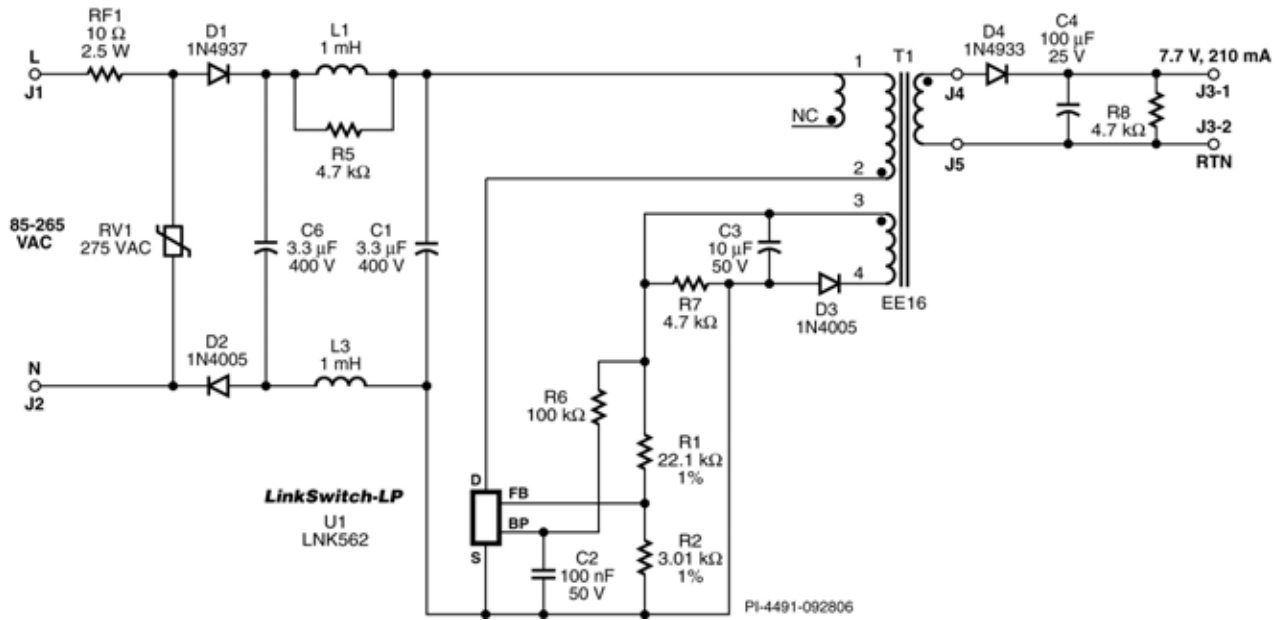 RF1
10 Ω
2.5 W
D1
1N4937
L1
1 mH
D4
1N4933
C4
100 µF
25 V
7.7 V, 210 mA
L
J1
1
T1
J4
J3-1
NC
R5
4.7 kΩ
R8
4.7 kΩ
J3-2
RTN
J5
2
3
85-265
VAC
RV1
275 VAC
C6
3.3 µF
400 V
C1
3.3 µF
400 V
C3
10 µF
50 V
4
R7
4.7 kΩ
D3
1N4005
EE16
D2
1N4005
L3
1 mH
N
J2
R6
100 kΩ
R1
22.1 kΩ
1%
LinkSwitch-LP
U1
LNK562
D
FB
BP
S
R2
3.01 kΩ
1%
C2
100 nF
50 V
PI-4491-092806